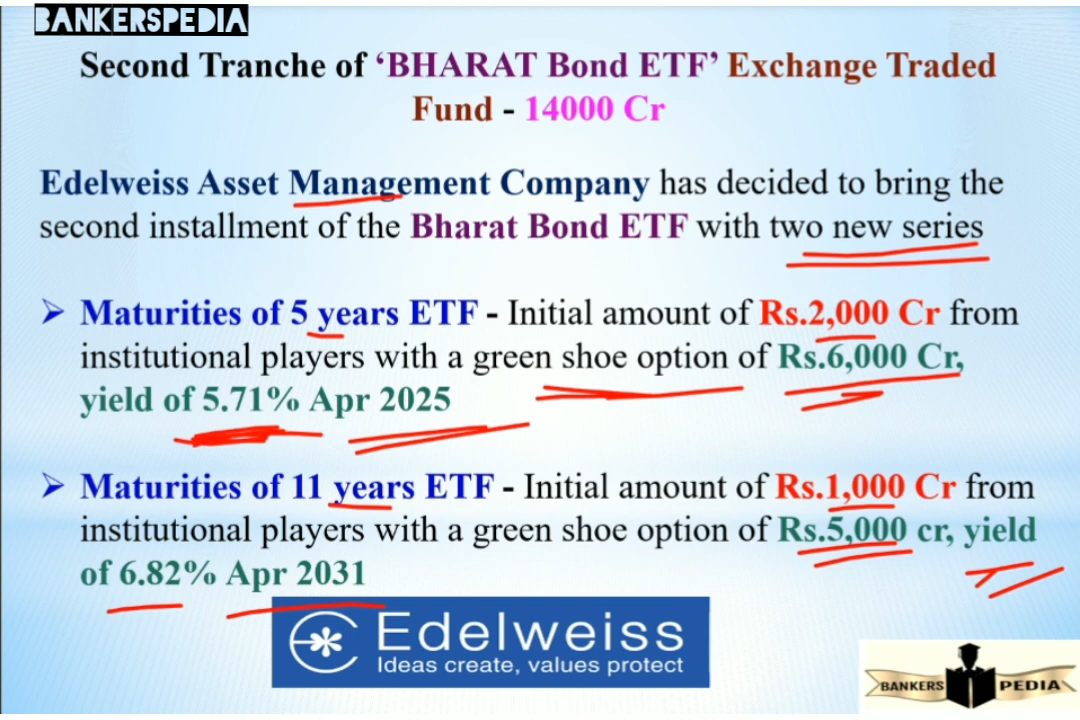 BANKERSPEDIA
Second Tranche of ‘BHARAT Bond ETF’ Exchange Traded
Fund - 14000 Cr
Edelweiss Asset Management Company has decided to bring the
second installment of the Bharat Bond ETF with two new series
➤ Maturities of 5 years ETF - Initial amount of Rs.2,000 Cr from
institutional players with a green shoe option of Rs.6,000 Cr,
yield of 5.71% Apr 2025
➤ Maturities of 11 years ETF - Initial amount of Rs.1,000 Cr from
institutional players with a green shoe option of Rs.5,000 cr, yield
of 6.82% Apr 2031
Edelweiss
Ideas create, values protect
BANKERS PEDIA